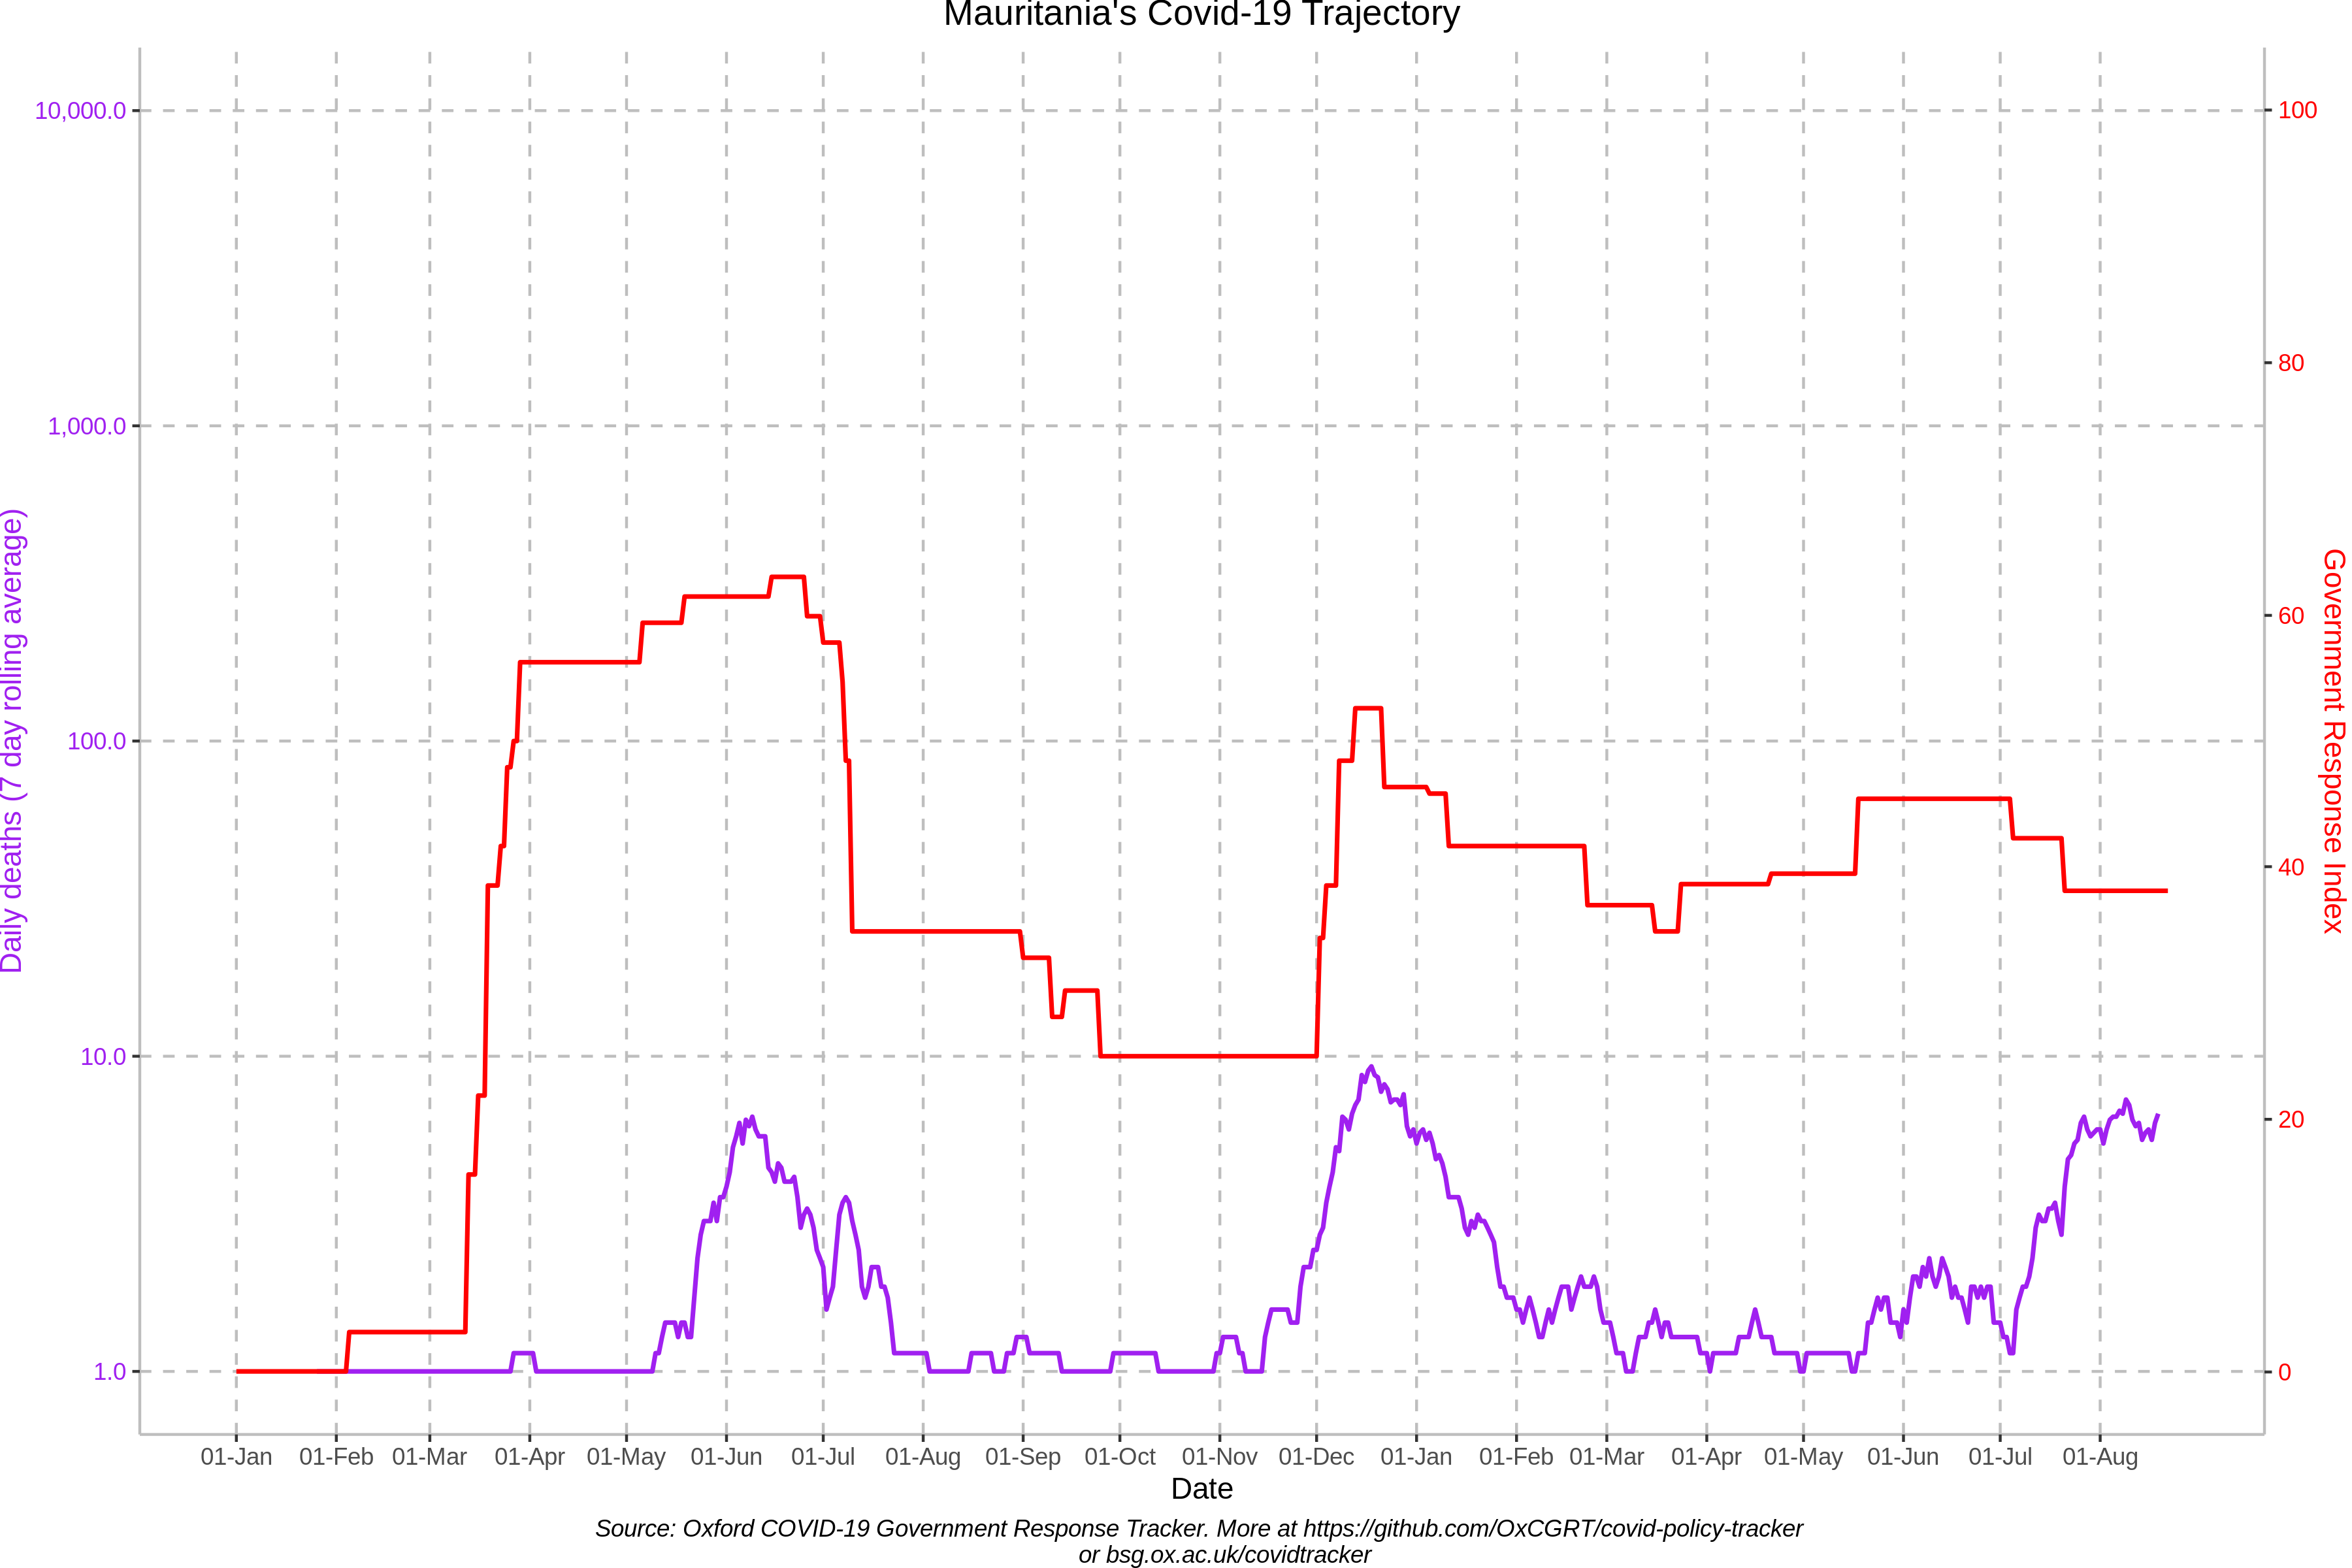 Mauritania's Covid-19 Trajectory
10,000.0
1,000.0
100.0
10.0
1.0
Daily deaths (7 day rolling average)
100
80
60
40
20
0
Government Response Index
01-Jan 01-Feb 01-Mar 01-Apr 01-May 01-Jun 01-Jul 01-Aug 01-Sep 01-Oct 01-Nov 01-Dec 01-Jan 01-Feb 01-Mar 01-Apr 01-May 01-Jun 01-Jul 01-Aug
Date
Source: Oxford COVID-19 Government Response Tracker. More at https://github.com/OxCGRT/covid-policy-tracker
or bsg.ox.ac.uk/covidtracker